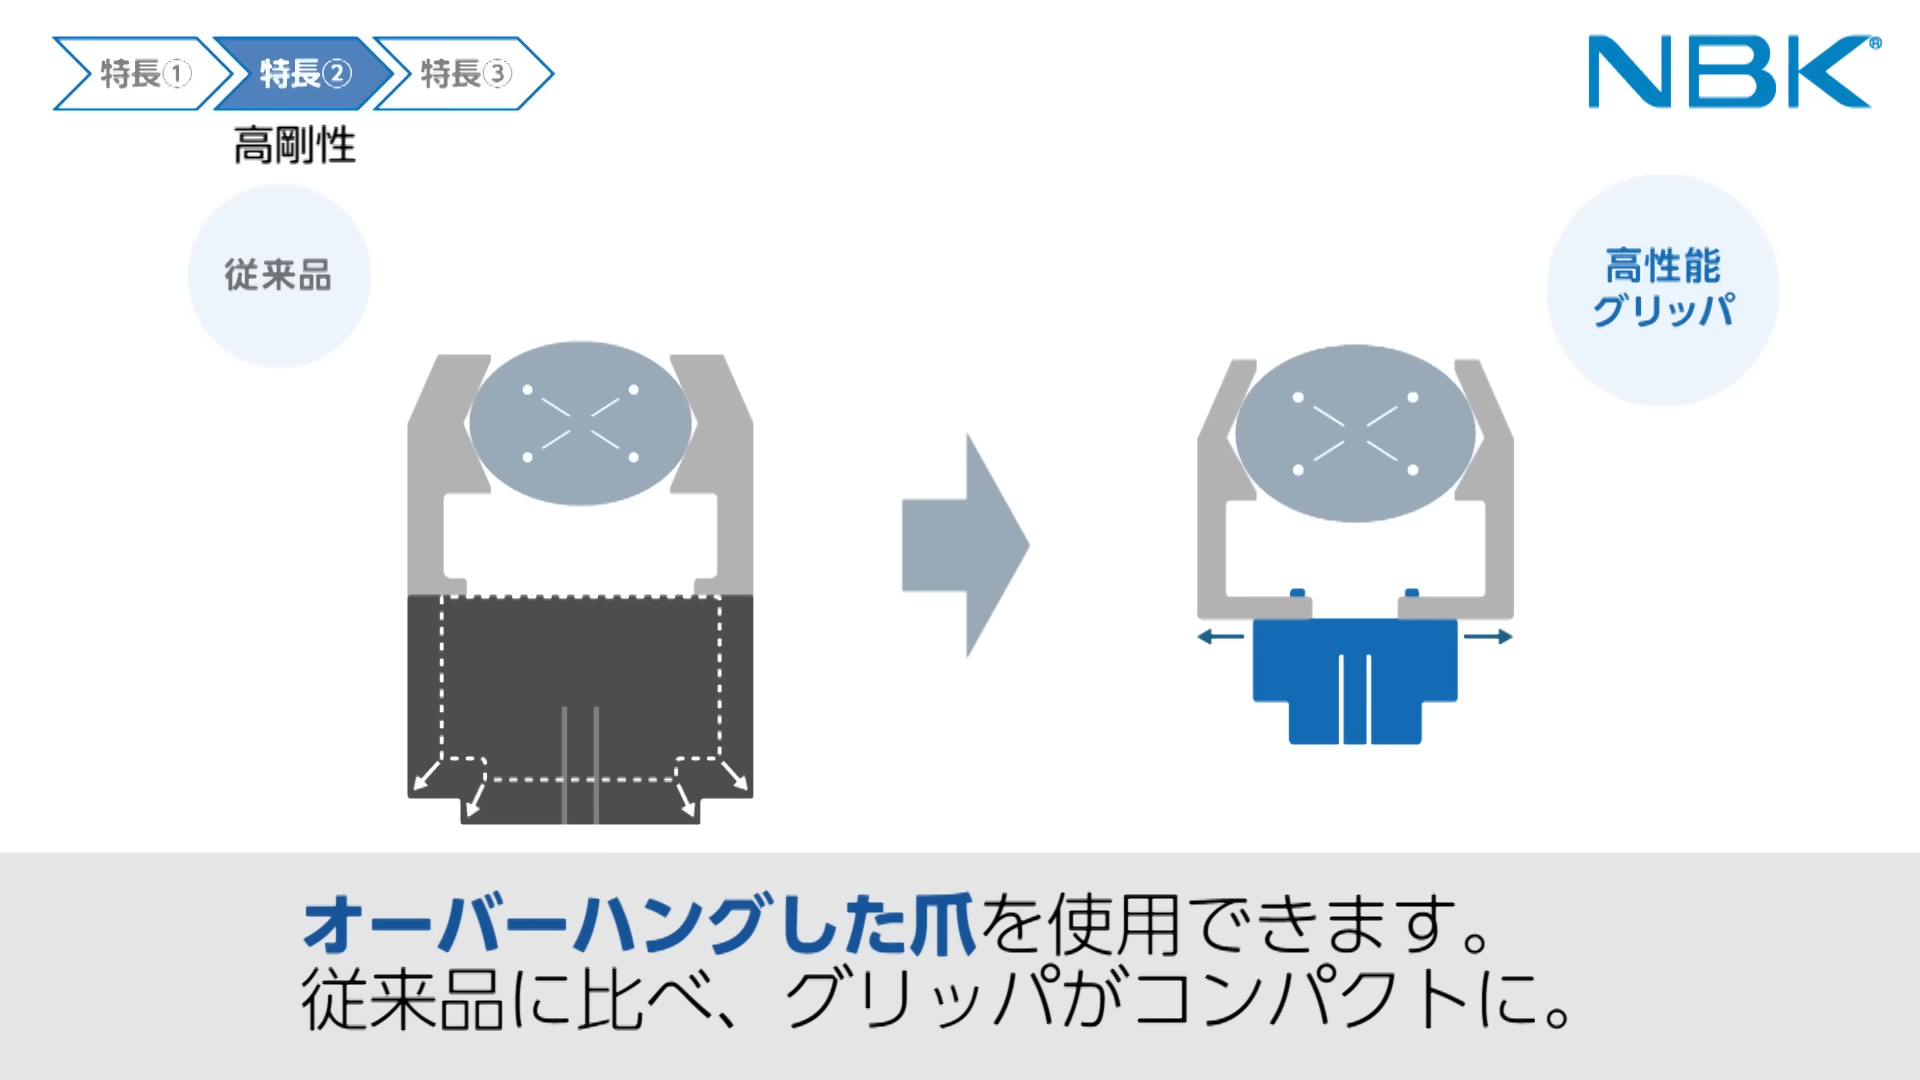 特長①
特長②
特長③
NBK®
高剛性
従来品
高性能
グリッパ
オーバーハングした爪を使用できます。
従来品に比べ、グリッパがコンパクトに。